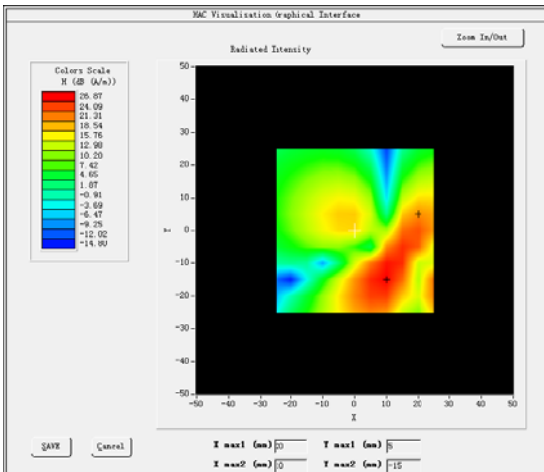 HAC Visualisation Graphical Interface
Zoom In/Out
Radiated Intensity
Colors Scale
H (dB (A/m))
26.87
24.09
21.31
18.54
15.76
12.98
10.20
7.42
4.65
1.87
-0.91
-3.69
-6.47
-9.25
-12.02
-14.80
50-
40-
30-
20-
10-
Y
0-
-10-
-20-
-30-
-40-
-50-
-50 -40 -30 -20 -10 0 10 20 30 40 50
X
SAVE
Cancel
X max1 (mm) 20 Y max1 (mm) 5
X max2 (mm) 10 Y max2 (mm) -15